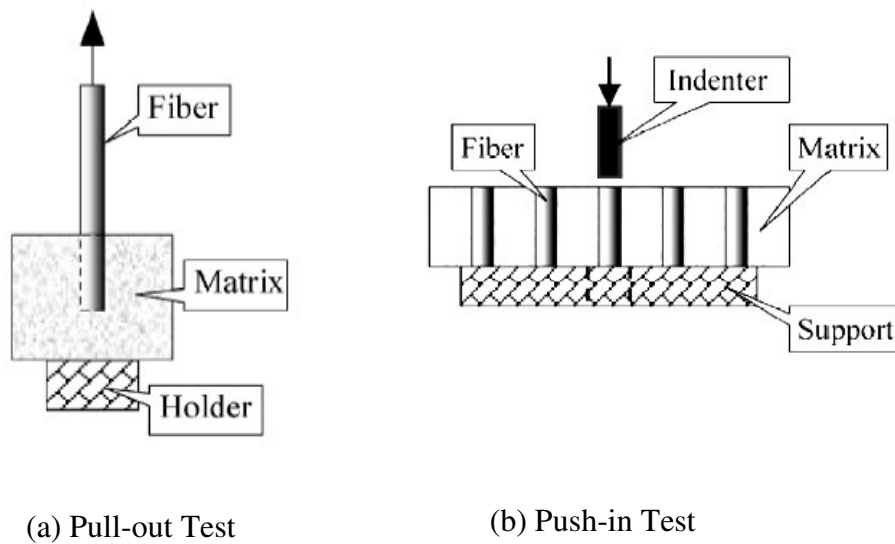 Fiber
Matrix
Holder
Indenter
Fiber
Matrix
Support
(a) Pull-out Test
(b) Push-in Test